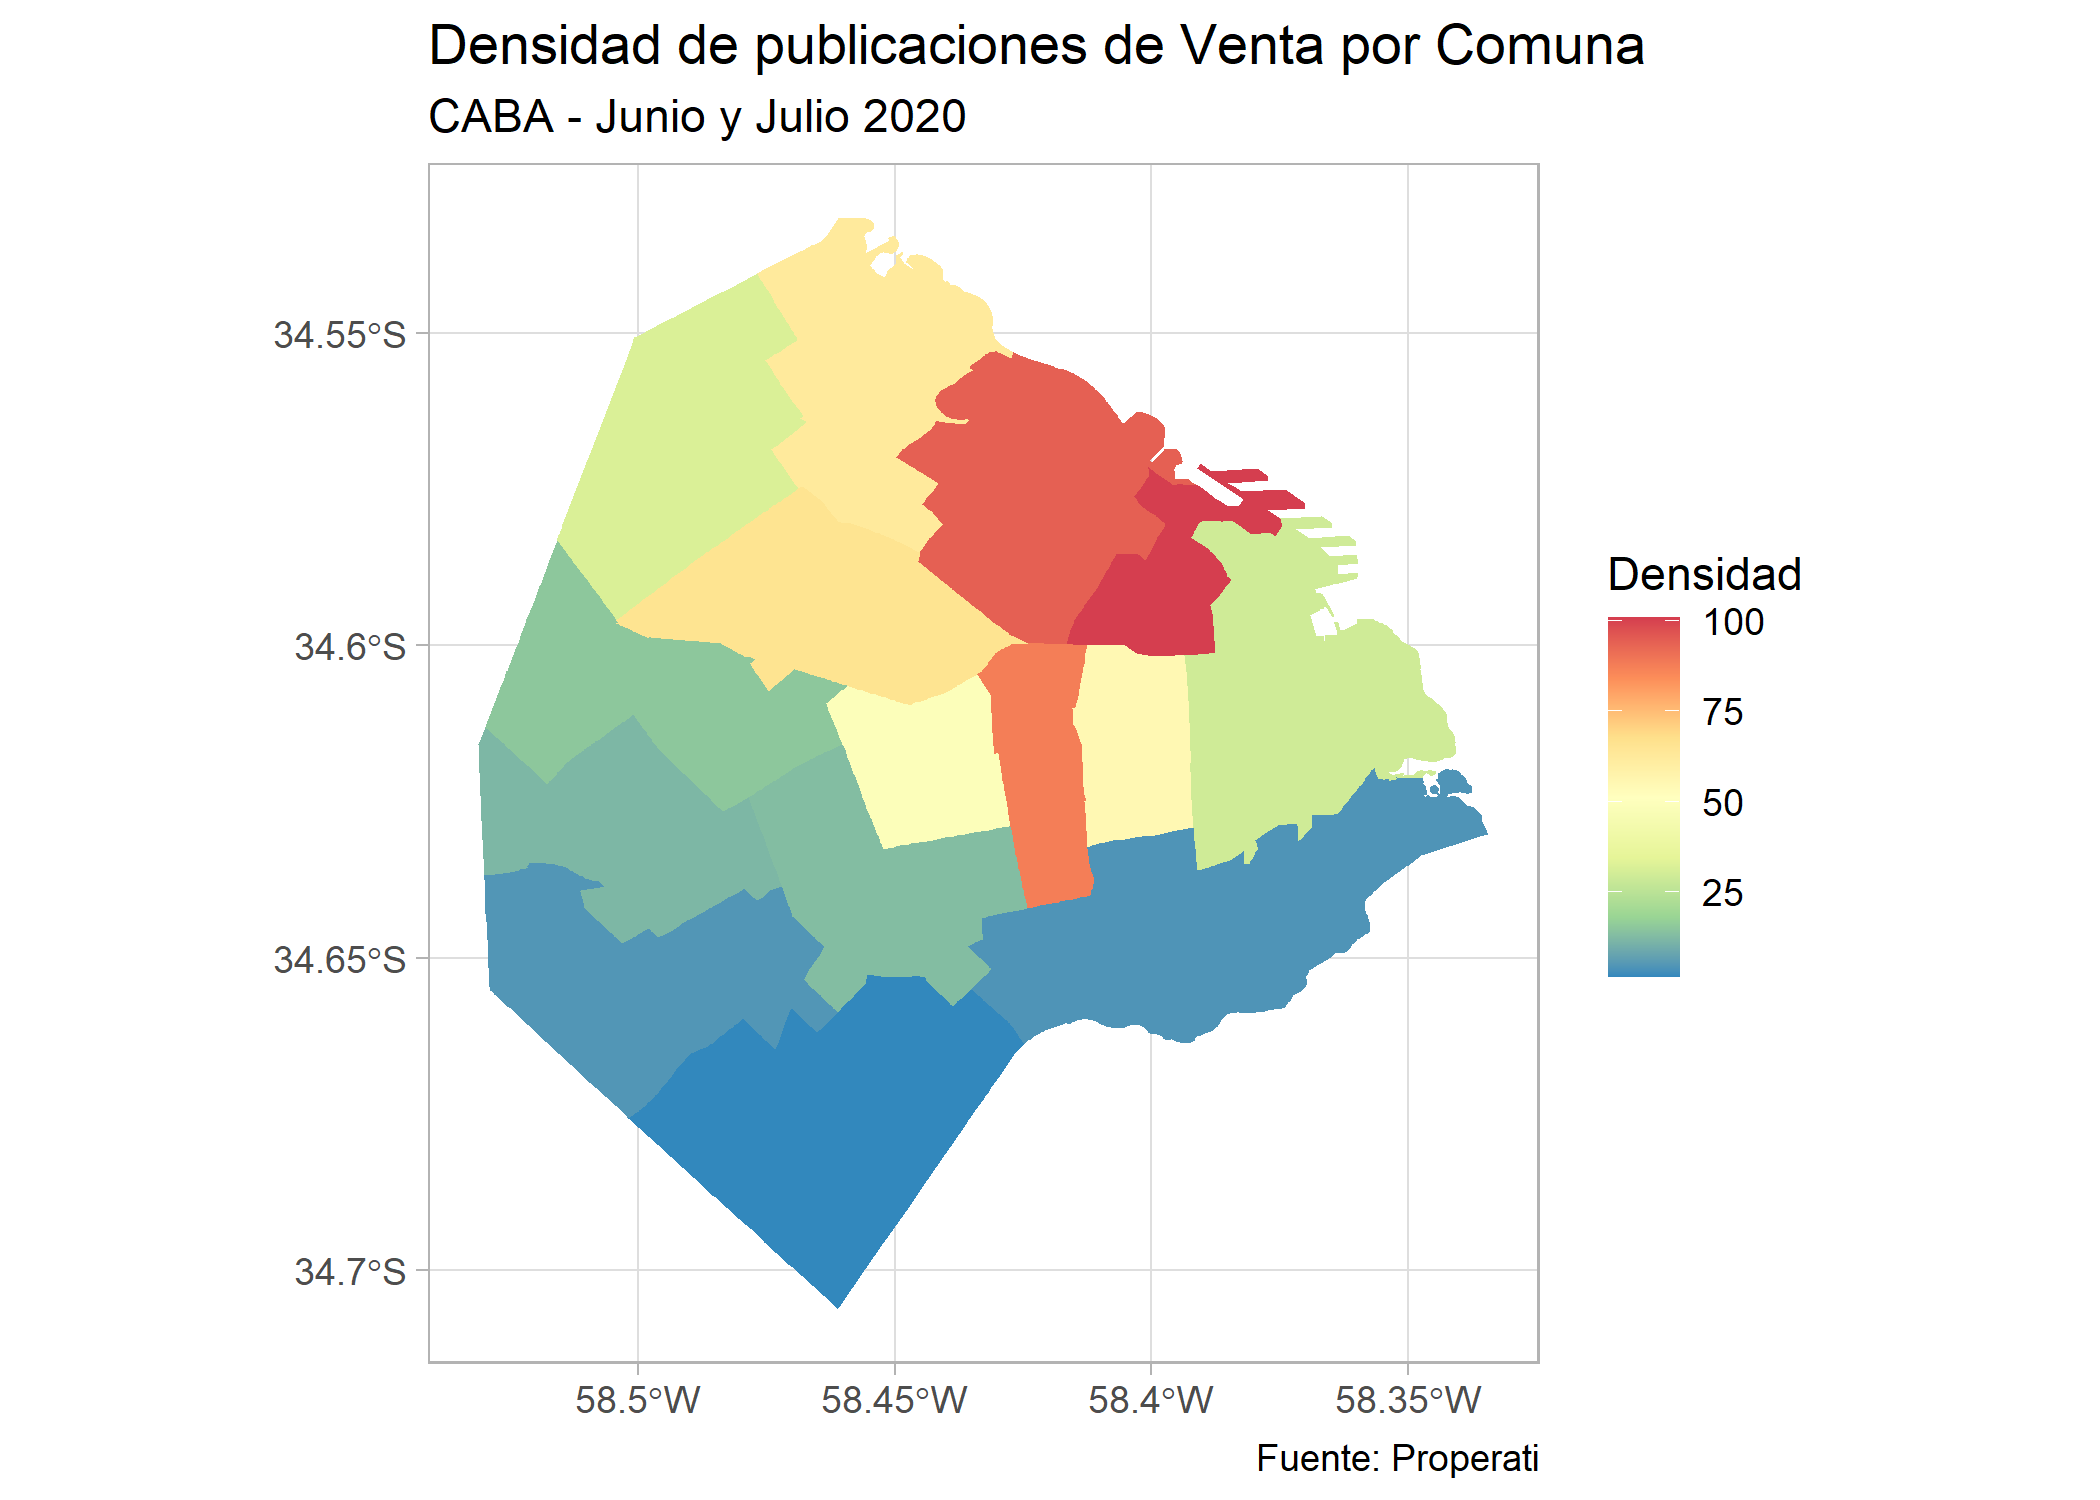 Densidad de publicaciones de Venta por Comuna
CABA - Junio y Julio 2020
34.55°S
34.6°S
34.65°S
34.7°S
58.5°W
58.45°W
58.4°W
58.35°W
Densidad
100
75
50
25
Fuente: Properati